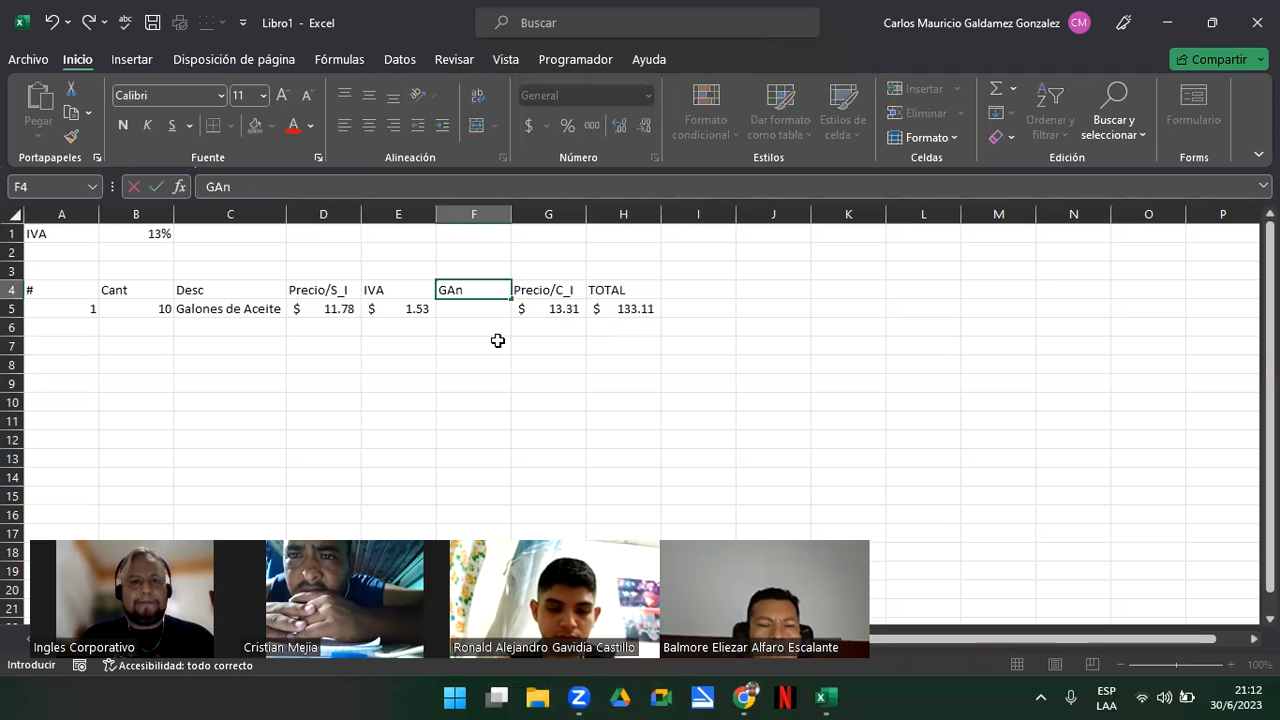 Libro1 - Excel
Buscar
Carlos Mauricio Galdamez Gonzalez
CM
Archivo Inicio Insertar Disposición de página Fórmulas Datos Revisar Vista Programador Ayuda
Compartir
Pegar
Calibri 11
N K S
General
$ % 000
Formato condicional
Dar formato como tabla
Estilos de celda
Insertar
Eliminar
Formato
Ordenar y filtrar
Buscar y seleccionar
Formulario
Portapapeles Fuente Alineación Número Estilos Celdas Edición Forms
F4 GAn
A B C D E F G H I J K L M N O P
1 IVA 13%
2
3
4 # Cant Desc Precio/S_I IVA GAn Precio/C_I TOTAL
5 1 10 Galones de Aceite $ 11.78 $ 1.53 $ 13.31 $ 133.11
6
7
8
9
10
11
12
13
14
15
16
17
18
19
20
21
Ingles Corporativo
Cristian Mejia
Ronald Alejandro Gavidia Castillo
Balmore Eliezar Alfaro Escalante
Introducir
Accesibilidad: todo correcto
100%
ESP
LAA
21:12
30/6/2023